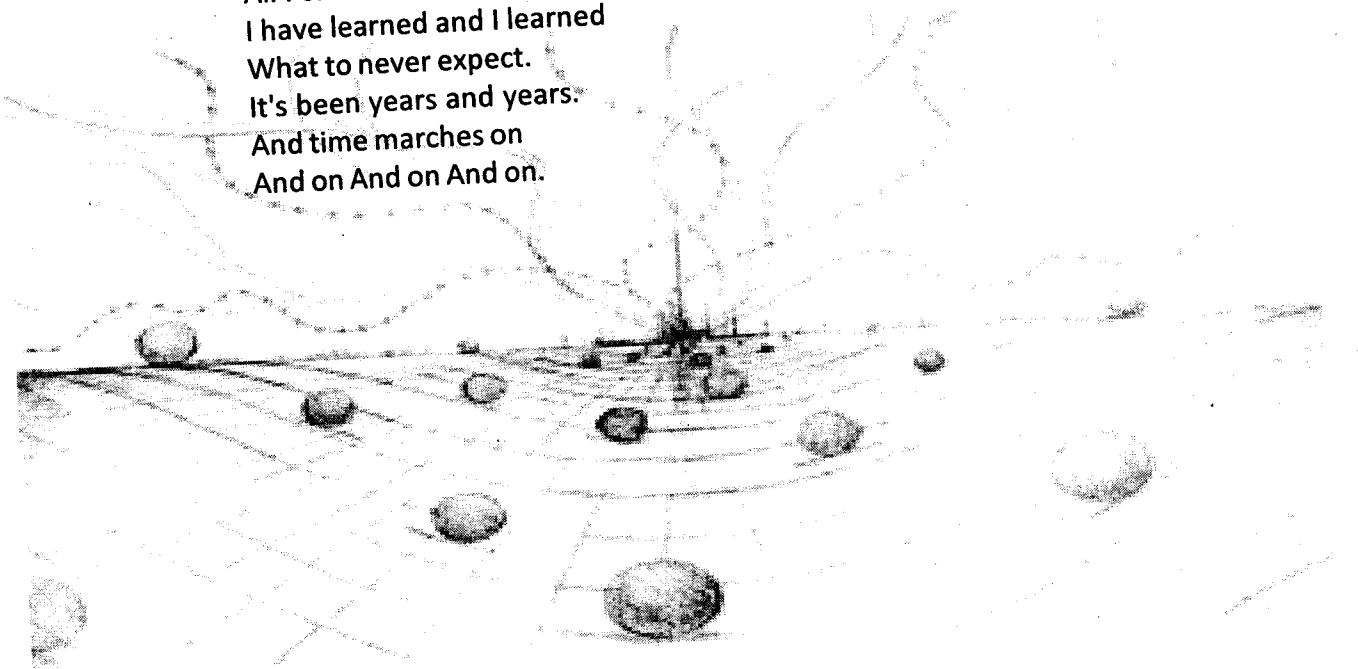 I have learned and I learned
What to never expect.
It's been years and years.
And time marches on
And on And on And on.